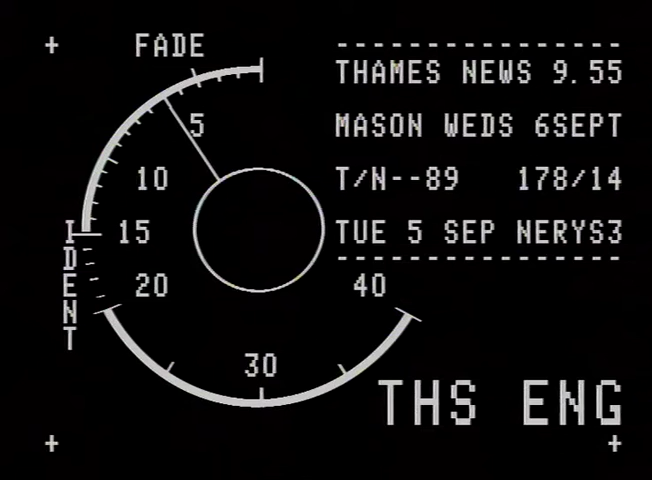 FADE
THAMES NEWS 9.55
MASON WEDS 6SEPT
T/N--89 178/14
TUE 5 SEP NERYS3
5
10
15
20
30
40
IDENT
THS ENG